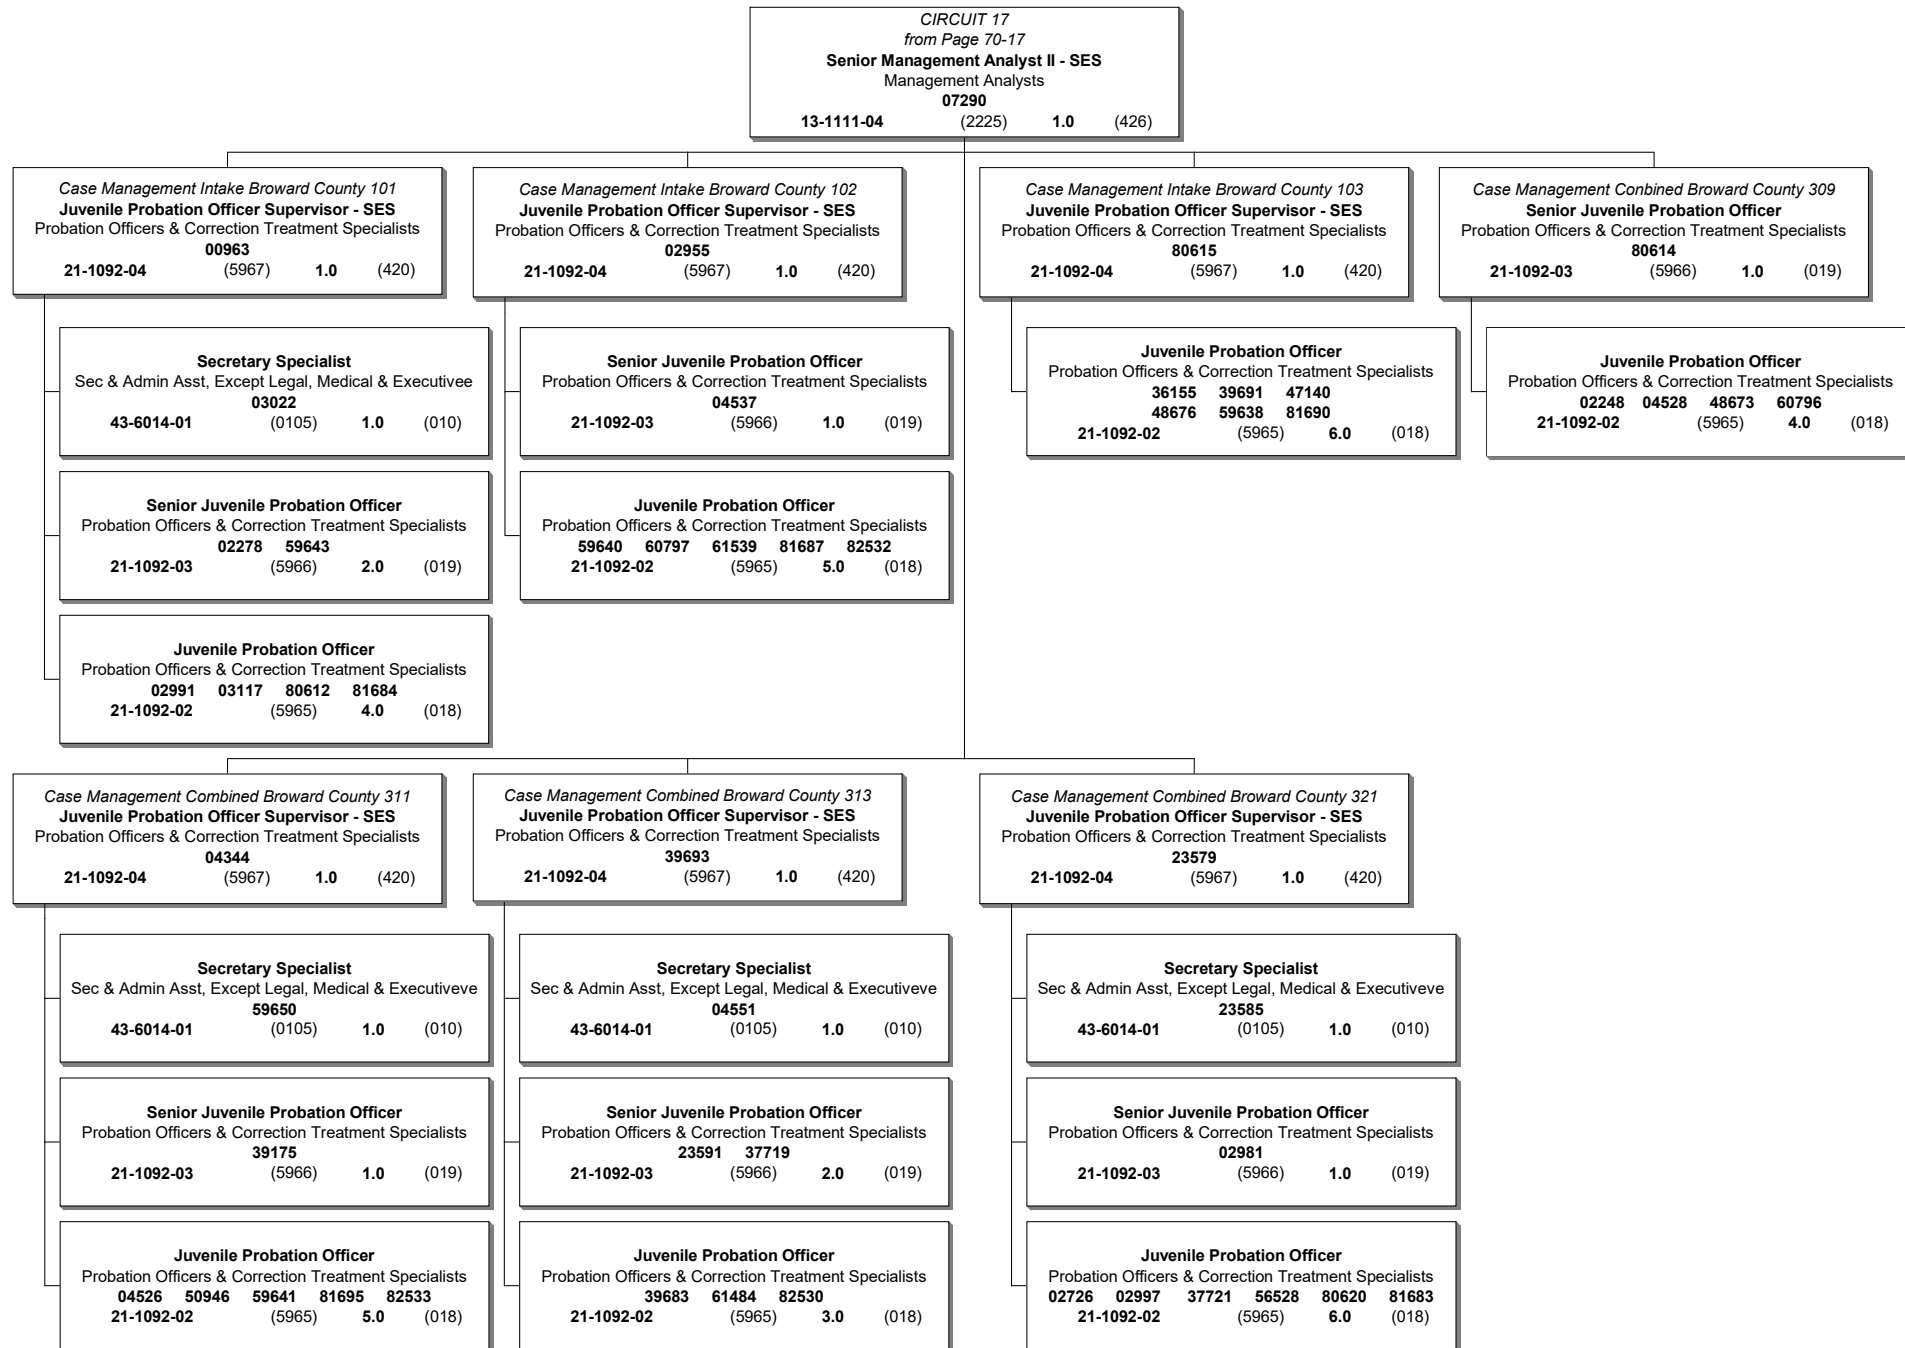 CIRCUIT 17
from Page 70-17
Senior Management Analyst II - SES
Management Analysts
07290
13-1111-04 (2225) 1.0 (426)
Case Management Intake Broward County 101
Juvenile Probation Officer Supervisor - SES
Probation Officers & Correction Treatment Specialists
00963
21-1092-04 (5967) 1.0 (420)
Case Management Intake Broward County 102
Juvenile Probation Officer Supervisor - SES
Probation Officers & Correction Treatment Specialists
02955
21-1092-04 (5967) 1.0 (420)
Case Management Intake Broward County 103
Juvenile Probation Officer Supervisor - SES
Probation Officers & Correction Treatment Specialists
80615
21-1092-04 (5967) 1.0 (420)
Case Management Combined Broward County 309
Senior Juvenile Probation Officer
Probation Officers & Correction Treatment Specialists
80614
21-1092-03 (5966) 1.0 (019)
Secretary Specialist
Sec & Admin Asst, Except Legal, Medical & Executivee
03022
43-6014-01 (0105) 1.0 (010)
Senior Juvenile Probation Officer
Probation Officers & Correction Treatment Specialists
04537
21-1092-03 (5966) 1.0 (019)
Juvenile Probation Officer
Probation Officers & Correction Treatment Specialists
36155 39691 47140
48676 59638 81690
21-1092-02 (5965) 6.0 (018)
Juvenile Probation Officer
Probation Officers & Correction Treatment Specialists
02248 04528 48673 60796
21-1092-02 (5965) 4.0 (018)
Senior Juvenile Probation Officer
Probation Officers & Correction Treatment Specialists
02278 59643
21-1092-03 (5966) 2.0 (019)
Juvenile Probation Officer
Probation Officers & Correction Treatment Specialists
59640 60797 61539 81687 82532
21-1092-02 (5965) 5.0 (018)
Juvenile Probation Officer
Probation Officers & Correction Treatment Specialists
02991 03117 80612 81684
21-1092-02 (5965) 4.0 (018)
Case Management Combined Broward County 311
Juvenile Probation Officer Supervisor - SES
Probation Officers & Correction Treatment Specialists
04344
21-1092-04 (5967) 1.0 (420)
Case Management Combined Broward County 313
Juvenile Probation Officer Supervisor - SES
Probation Officers & Correction Treatment Specialists
39693
21-1092-04 (5967) 1.0 (420)
Case Management Combined Broward County 321
Juvenile Probation Officer Supervisor - SES
Probation Officers & Correction Treatment Specialists
23579
21-1092-04 (5967) 1.0 (420)
Secretary Specialist
Sec & Admin Asst, Except Legal, Medical & Executiveve
59650
43-6014-01 (0105) 1.0 (010)
Secretary Specialist
Sec & Admin Asst, Except Legal, Medical & Executiveve
04551
43-6014-01 (0105) 1.0 (010)
Secretary Specialist
Sec & Admin Asst, Except Legal, Medical & Executiveve
23585
43-6014-01 (0105) 1.0 (010)
Senior Juvenile Probation Officer
Probation Officers & Correction Treatment Specialists
39175
21-1092-03 (5966) 1.0 (019)
Senior Juvenile Probation Officer
Probation Officers & Correction Treatment Specialists
23591 37719
21-1092-03 (5966) 2.0 (019)
Senior Juvenile Probation Officer
Probation Officers & Correction Treatment Specialists
02981
21-1092-03 (5966) 1.0 (019)
Juvenile Probation Officer
Probation Officers & Correction Treatment Specialists
04526 50946 59641 81695 82533
21-1092-02 (5965) 5.0 (018)
Juvenile Probation Officer
Probation Officers & Correction Treatment Specialists
39683 61484 82530
21-1092-02 (5965) 3.0 (018)
Juvenile Probation Officer
Probation Officers & Correction Treatment Specialists
02726 02997 37721 56528 80620 81683
21-1092-02 (5965) 6.0 (018)